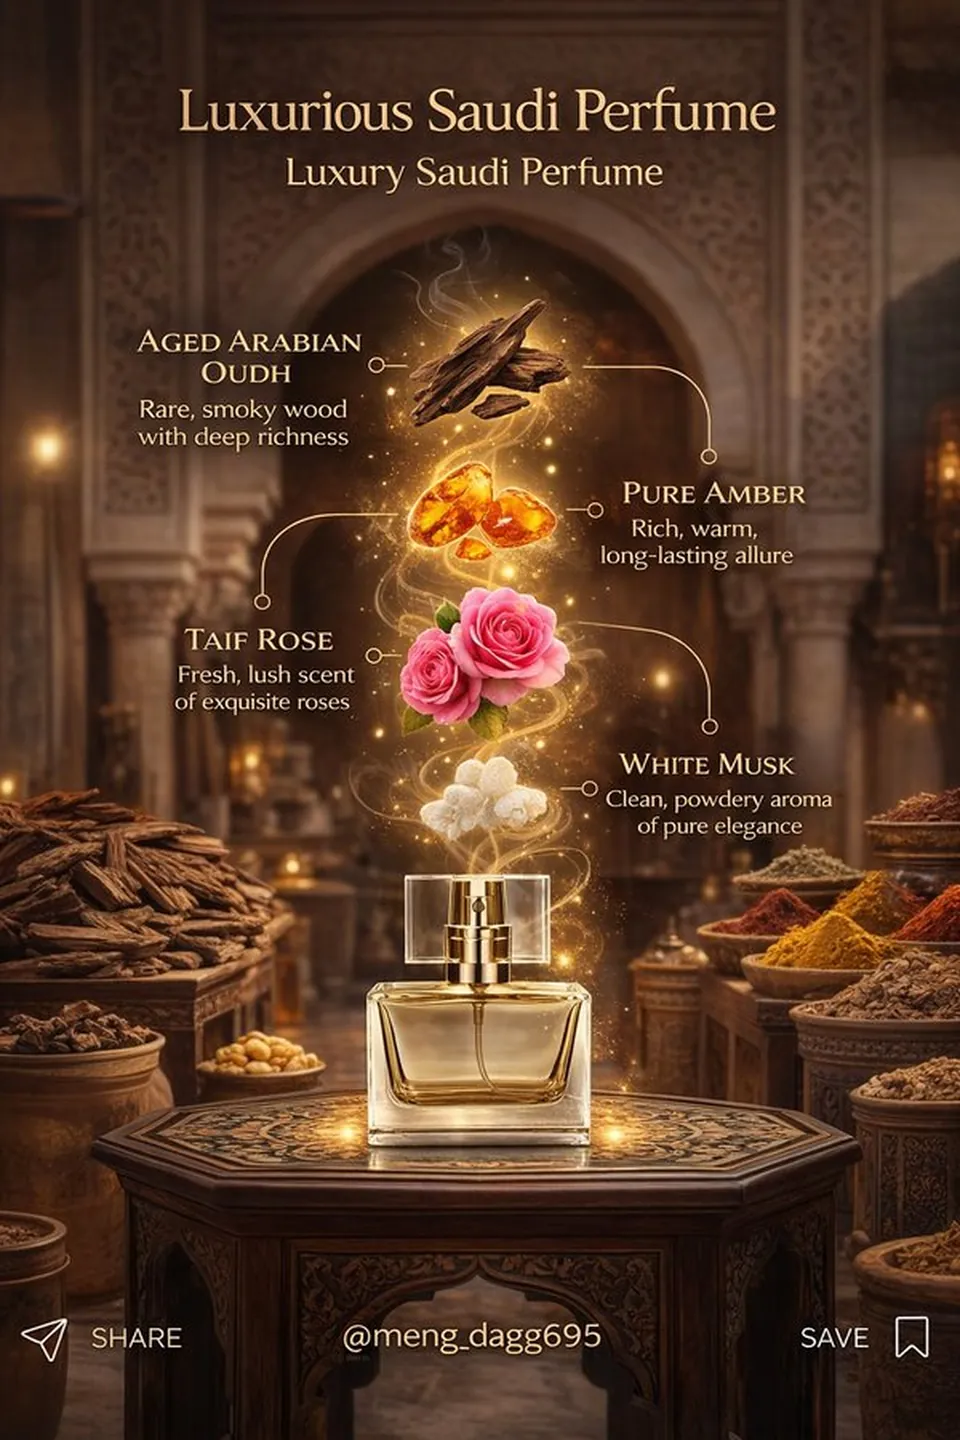 Luxurious Saudi Perfume
Luxury Saudi Perfume
AGED ARABIAN
OUDH
Rare, smoky wood
with deep richness
PURE AMBER
Rich, warm,
long-lasting allure
TAIF ROSE
Fresh, lush scent
of exquisite roses
WHITE MUSK
Clean, powdery aroma
of pure elegance
SHARE
@meng_dagg695
SAVE